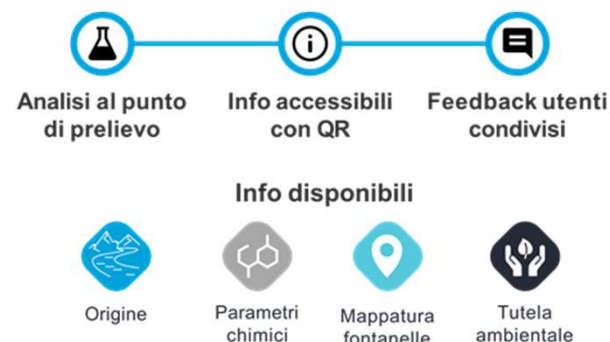 Analisi al punto di prelievo
Info accessibili con QR
Feedback utenti condivisi
Info disponibili
Origine
Parametri chimici
Mappatura fontanelle
Tutela ambientale